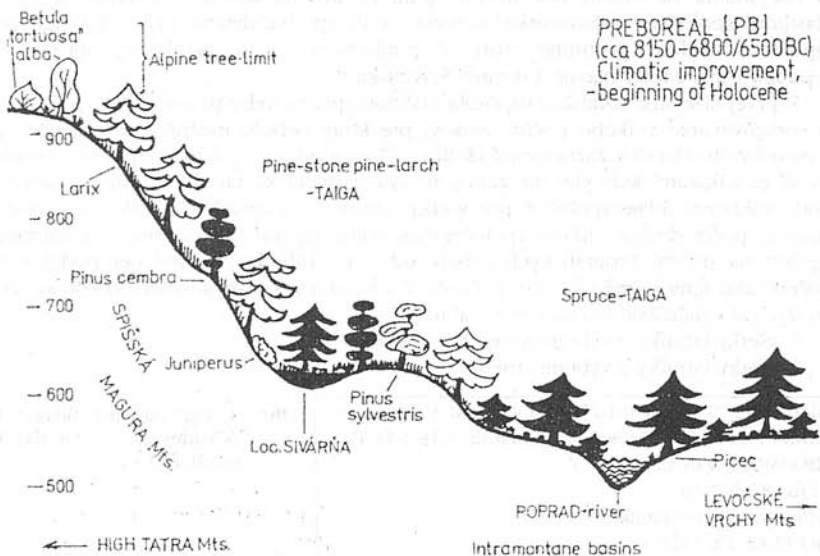 Betula
tortuosa
/alba
Alpine tree-limit
PREBOREAL [PB]
(cca 8150-6800/6500BC)
Climatic improvement,
-beginning of Holocene
--900
Larix
Pine-stone pine-larch
-TAIGA
--800
Pinus cembra
Spruce-TAIGA
--700
SPIŠSKÁ
MAGURA Mts.
Juniperus
--600
Pinus
sylvestris
Loc. SIVÁRŇA
Picec
--500
POPRAD-river
LEVOČSKÉ
VRCHY Mts.
HIGH TATRA Mts.
Intramontane basins